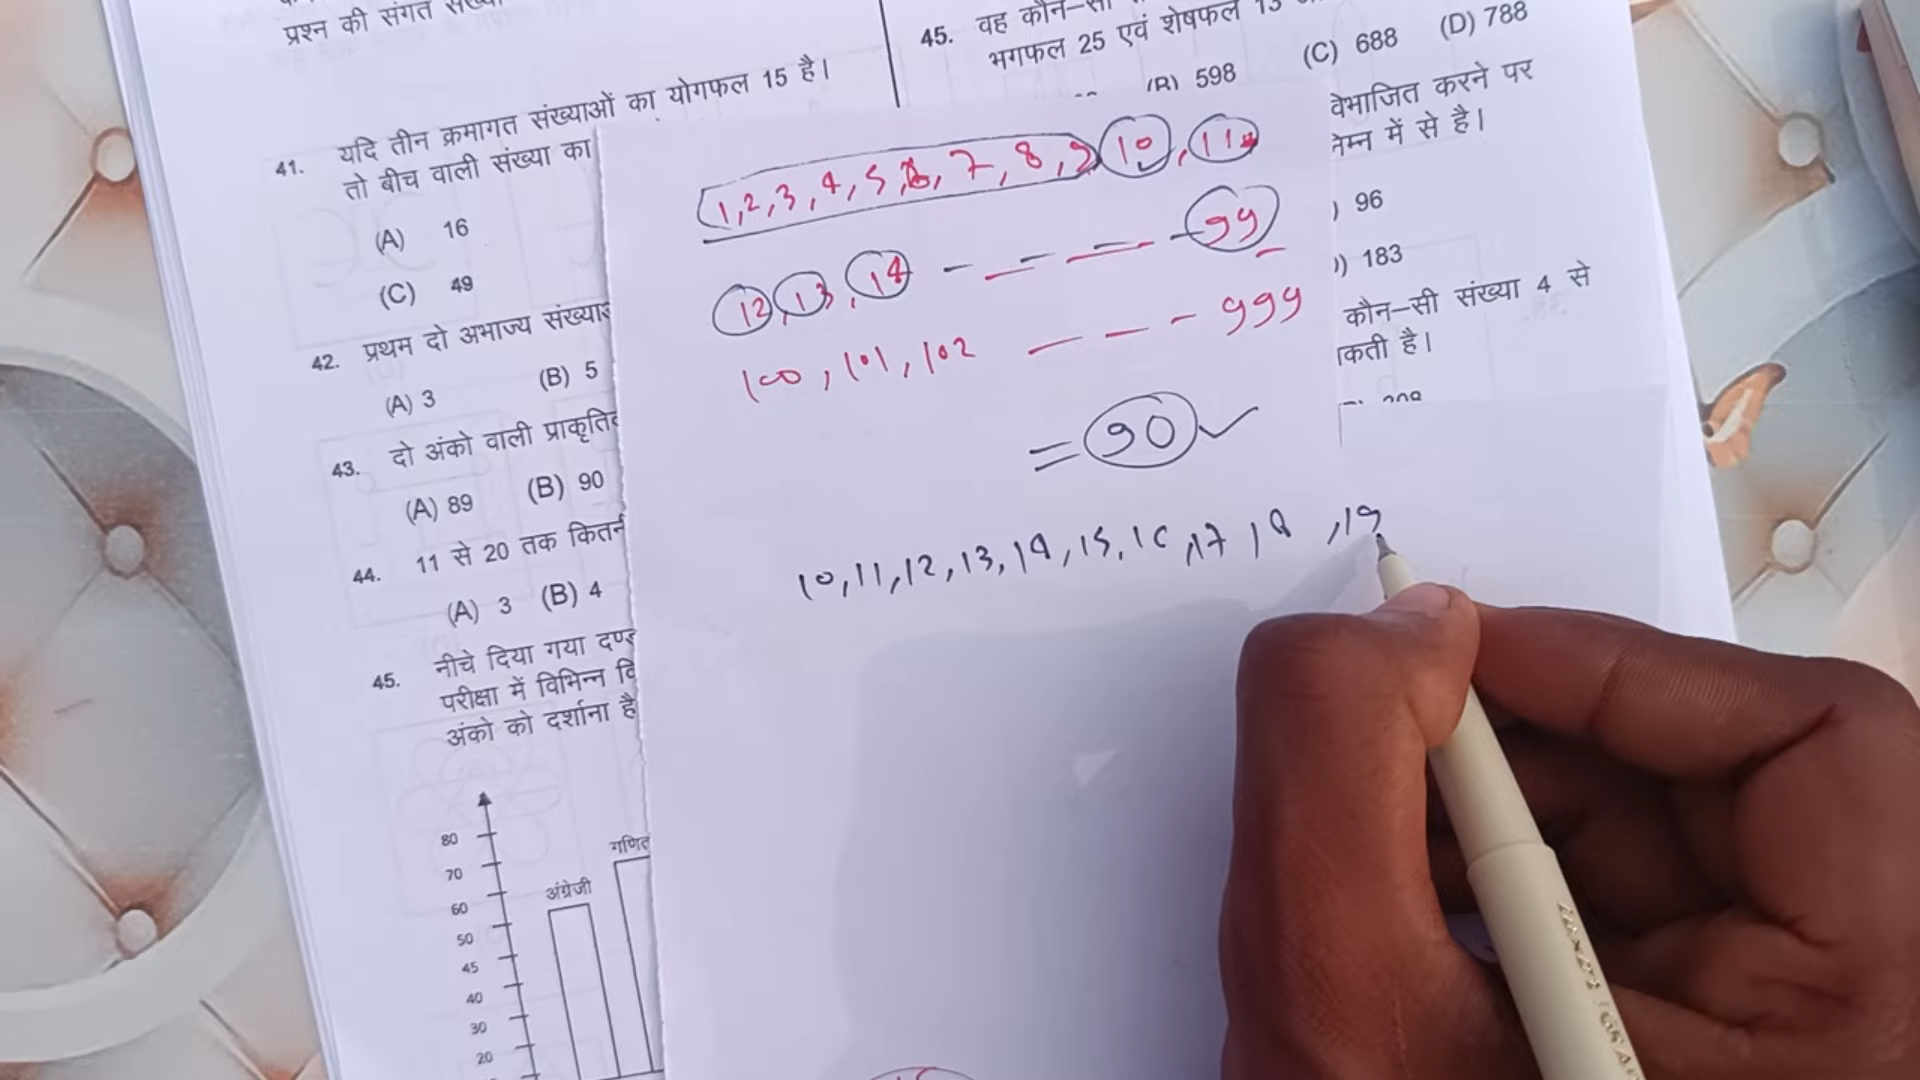 प्रश्न की संगत
41. यदि तीन क्रमागत संख्याओं का योगफल 15 है।
तो बीच वाली संख्या का
(A) 16
(C) 49
42. प्रथम दो अभाज्य
(A) 3 (B) 5
43. दो अंको वाली
(A) 89 (B) 90
44. 11 से 20 तक
(A) 3 (B) 4
45. नीचे दिया गया
परीक्षा में विभिन्न
अंको को दर्शाना है
80
70
60
50
45
40
30
20
अंग्रेजी
गणित
45. वह
भगफल 25 एवं शेषफल 13
(B) 598 (C) 688 (D) 788
करने पर
में से है।
) 96
) 183
कौन-सी संख्या 4 से
है।
1, 2, 3, 4, 5, 6, 7, 8, 9 10, 11,
12, 13, 14 - - - - - 99
100, 101, 102 - - - 999
= 90 ✓
10, 11, 12, 13, 14, 15, 16, 17, 18, 19